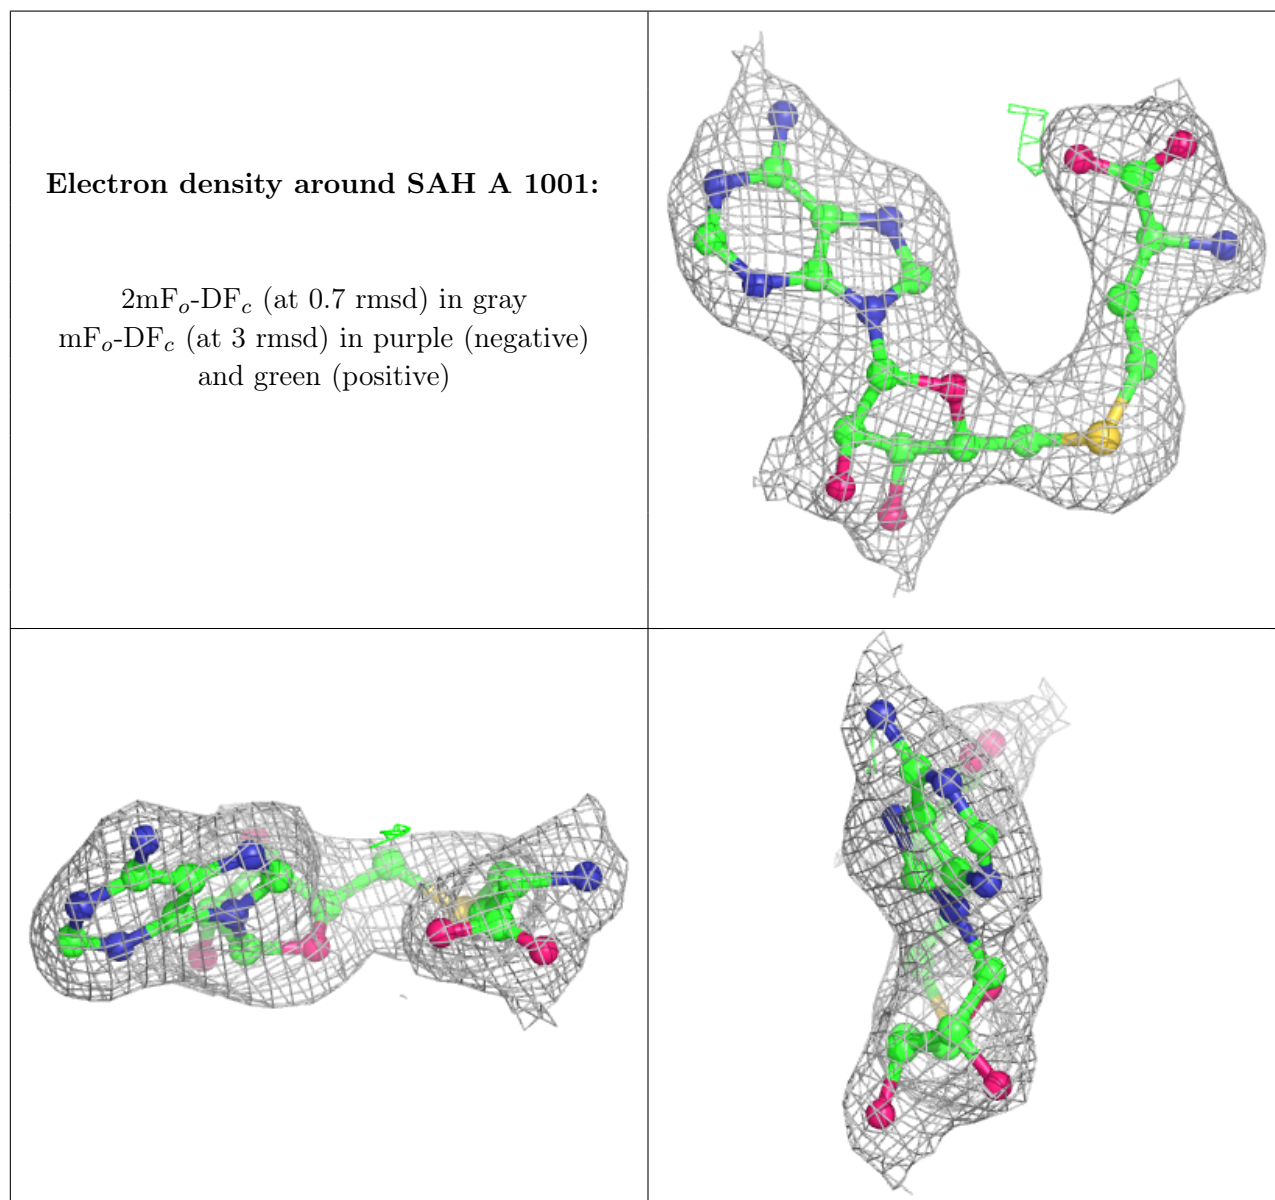 Electron density around SAH A 1001:
2mFo-DFc (at 0.7 rmsd) in gray
mFo-DFc (at 3 rmsd) in purple (negative)
and green (positive)